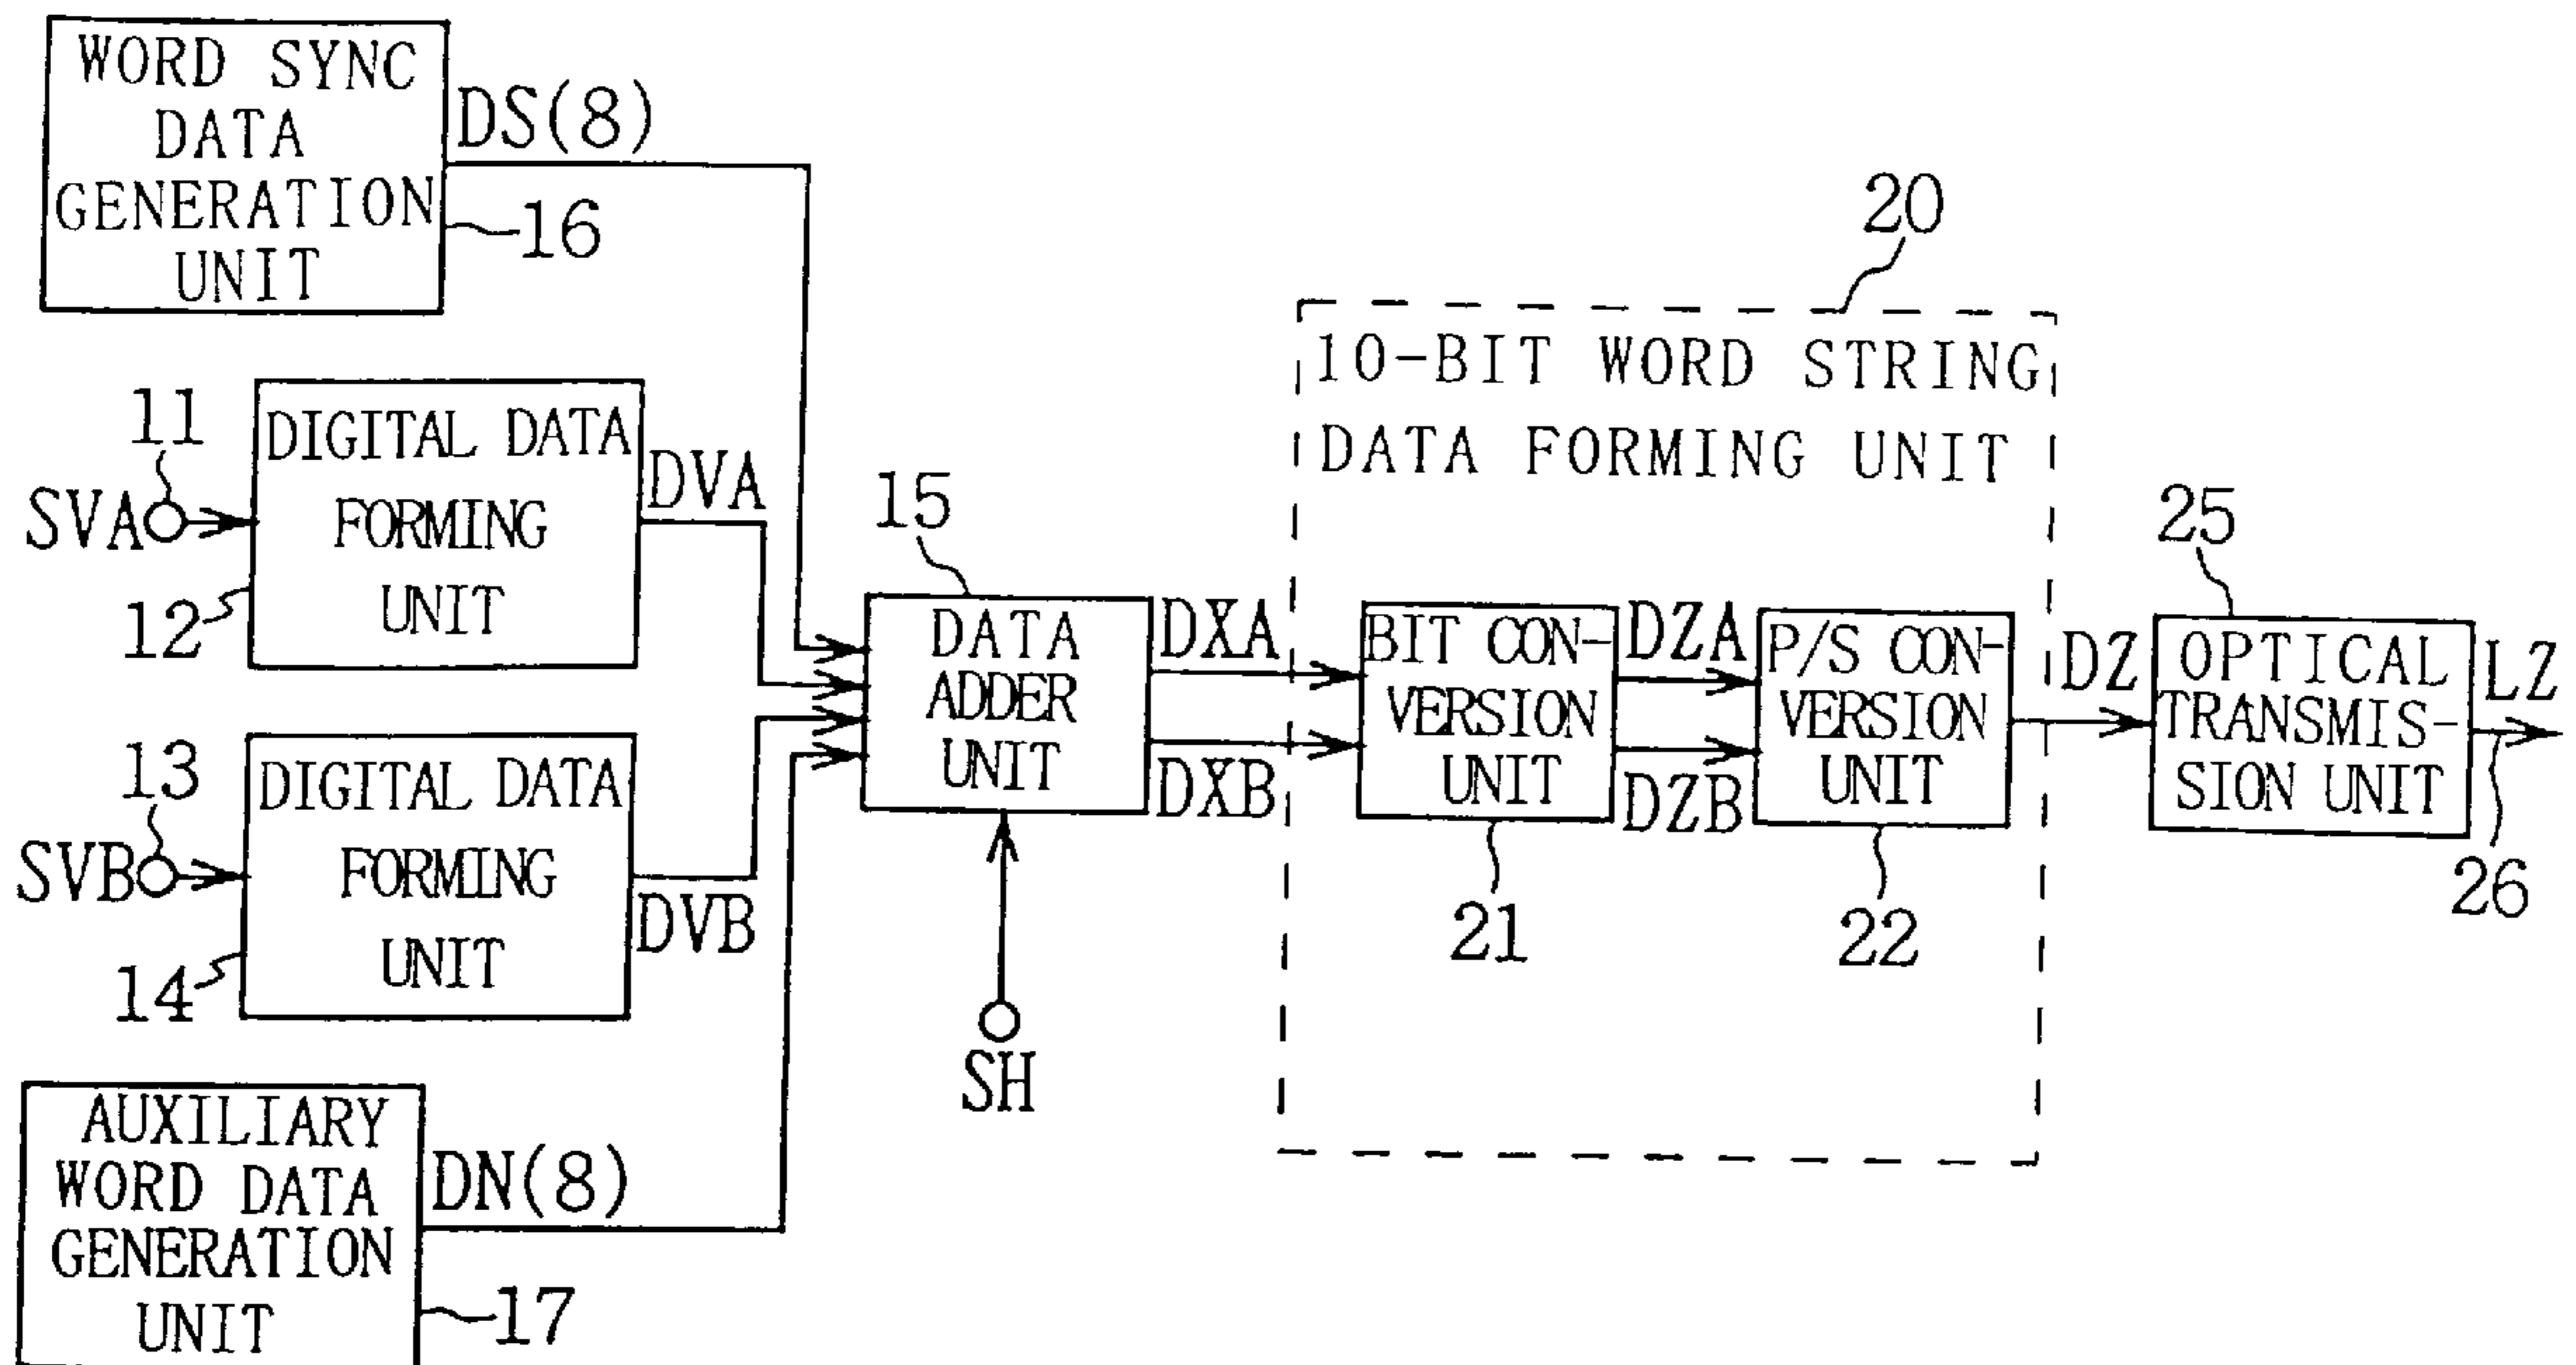 WORD SYNC
DATA
GENERATION
UNIT
DS(8)
16
11
SVA
DIGITAL DATA
FORMING
UNIT
12
DVA
13
SVB
DIGITAL DATA
FORMING
UNIT
14
DVB
AUXILIARY
WORD DATA
GENERATION
UNIT
DN(8)
17
15
DATA
ADDER
UNIT
SH
DXA
DXB
20
10-BIT WORD STRING
DATA FORMING UNIT
BIT CON-
VERSION
UNIT
21
DZA
DZB
P/S CON-
VERSION
UNIT
22
DZ
25
OPTICAL
TRANSMIS-
SION UNIT
LZ
26